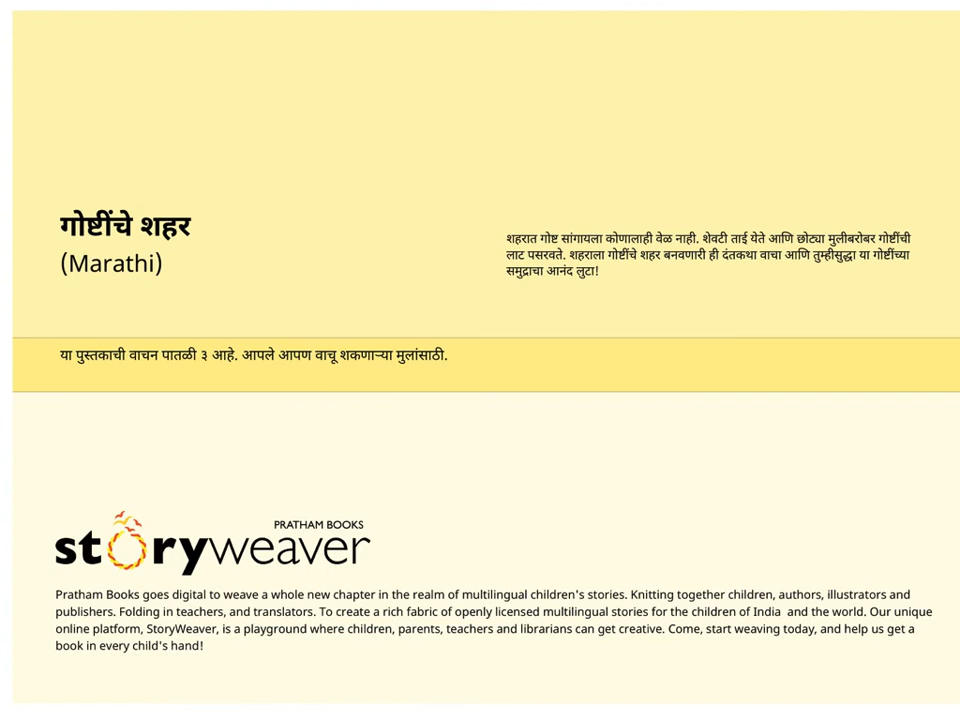 गोष्टींचे शहर
(Marathi)
शहरात गोष्ट सांगायला कोणालाही वेळ नाही. शेवटी ताई येते आणि छोट्या मुलीबरोबर गोष्टींची
लाट पसरवते. शहराला गोष्टींचे शहर बनवणारी ही दंतकथा वाचा आणि तुम्हीसुद्धा या गोष्टींच्या
समुद्राचा आनंद लुटा!
या पुस्तकाची वाचन पातळी ३ आहे. आपले आपण वाचू शकणाऱ्या मुलांसाठी.
PRATHAM BOOKS
storyweaver
Pratham Books goes digital to weave a whole new chapter in the realm of multilingual children's stories. Knitting together children, authors, illustrators and
publishers. Folding in teachers, and translators. To create a rich fabric of openly licensed multilingual stories for the children of India and the world. Our unique
online platform, StoryWeaver, is a playground where children, parents, teachers and librarians can get creative. Come, start weaving today, and help us get a
book in every child's hand!